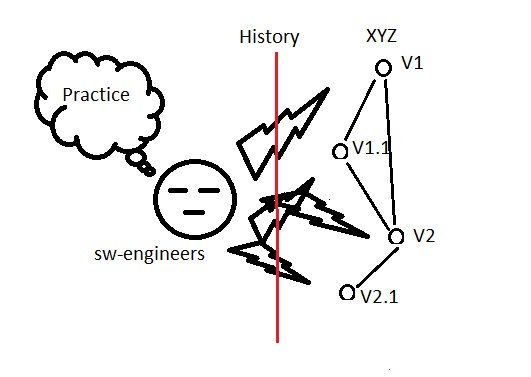 History
XYZ
V1
Practice
V1.1
V2
sw-engineers
V2.1